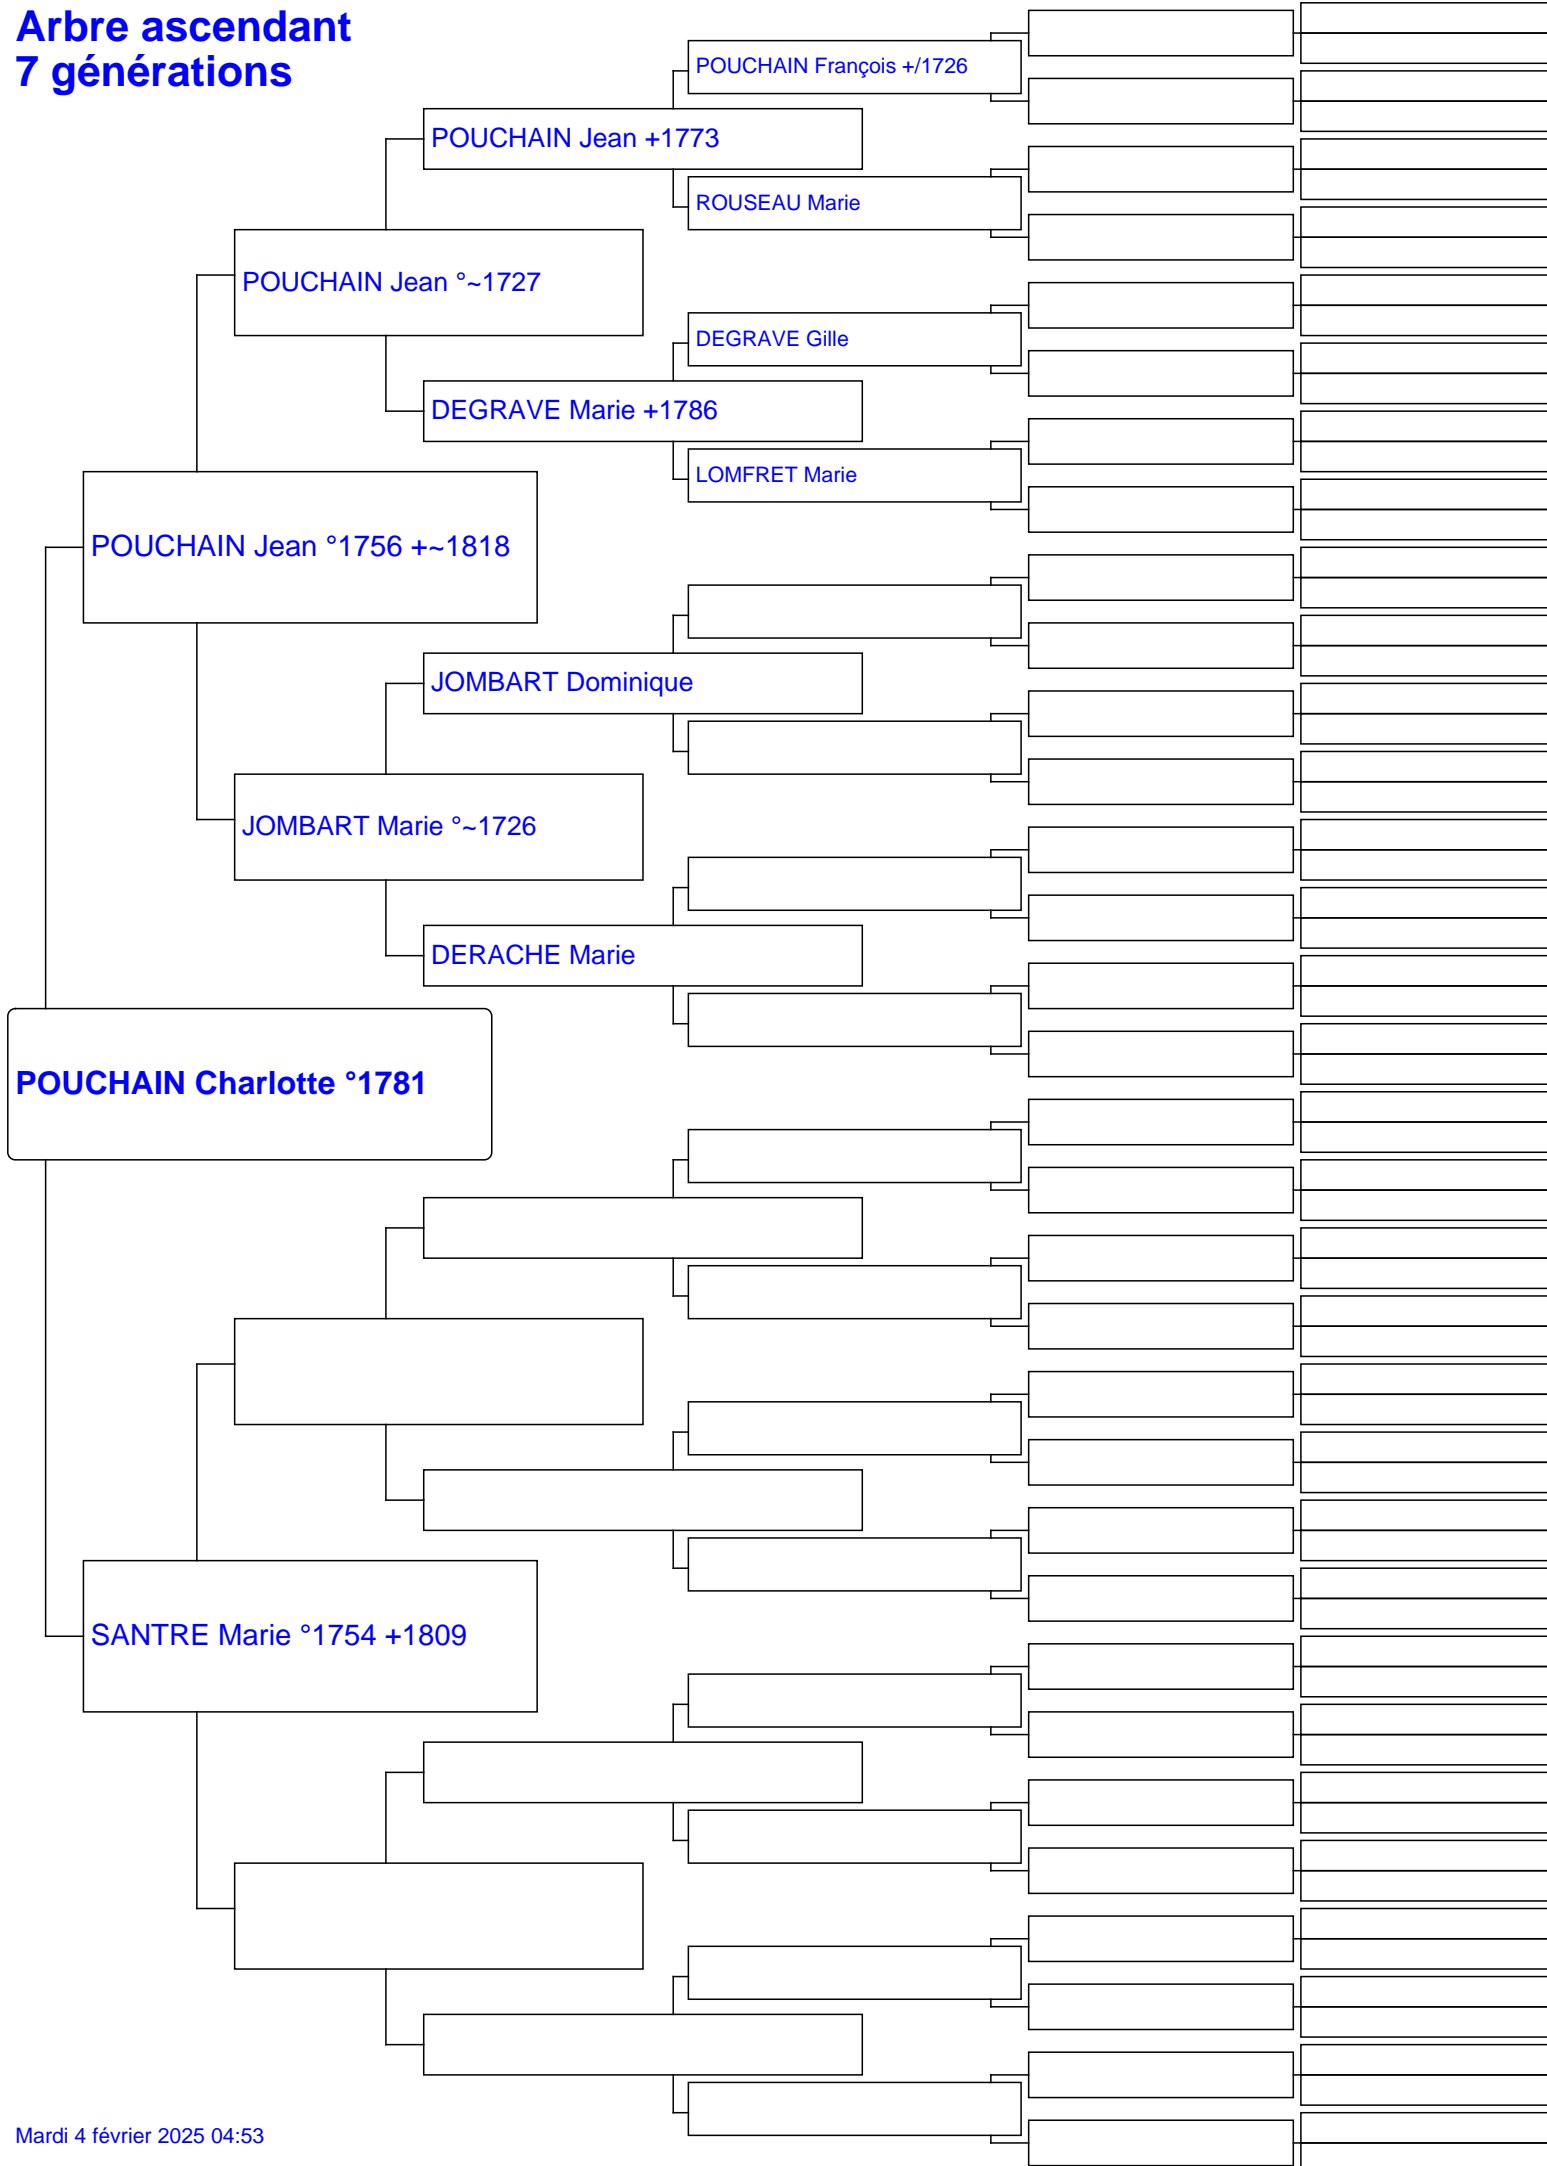 Arbre ascendant
7 générations
POUCHAIN François +/1726
POUCHAIN Jean +1773
ROUSEAU Marie
POUCHAIN Jean °~1727
DEGRAVE Gille
DEGRAVE Marie +1786
LOMFRET Marie
POUCHAIN Jean °1756 +~1818
JOMBART Dominique
JOMBART Marie °~1726
DERACHE Marie
POUCHAIN Charlotte °1781
SANTRE Marie °1754 +1809
Mardi 4 février 2025 04:53